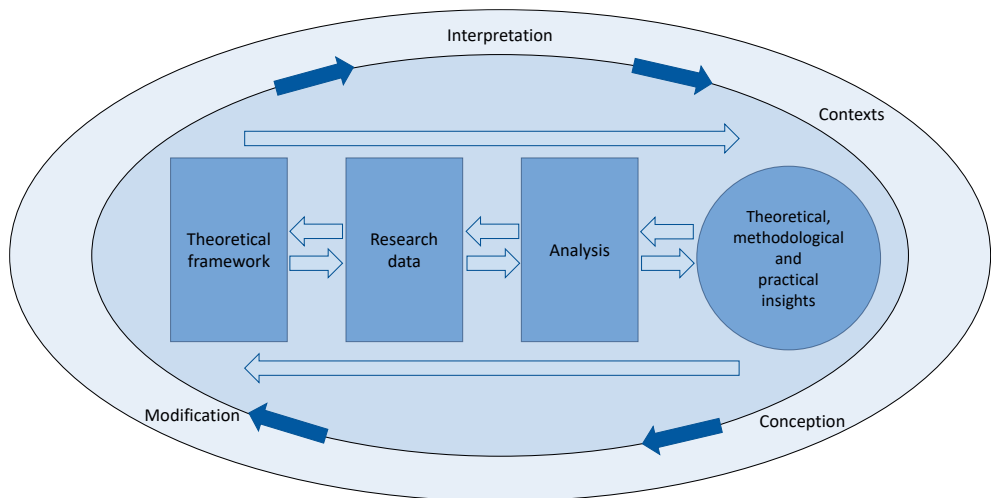 Interpretation
Contexts
Theoretical
framework
Research
data
Analysis
Theoretical,
methodological
and
practical
insights
Modification
Conception